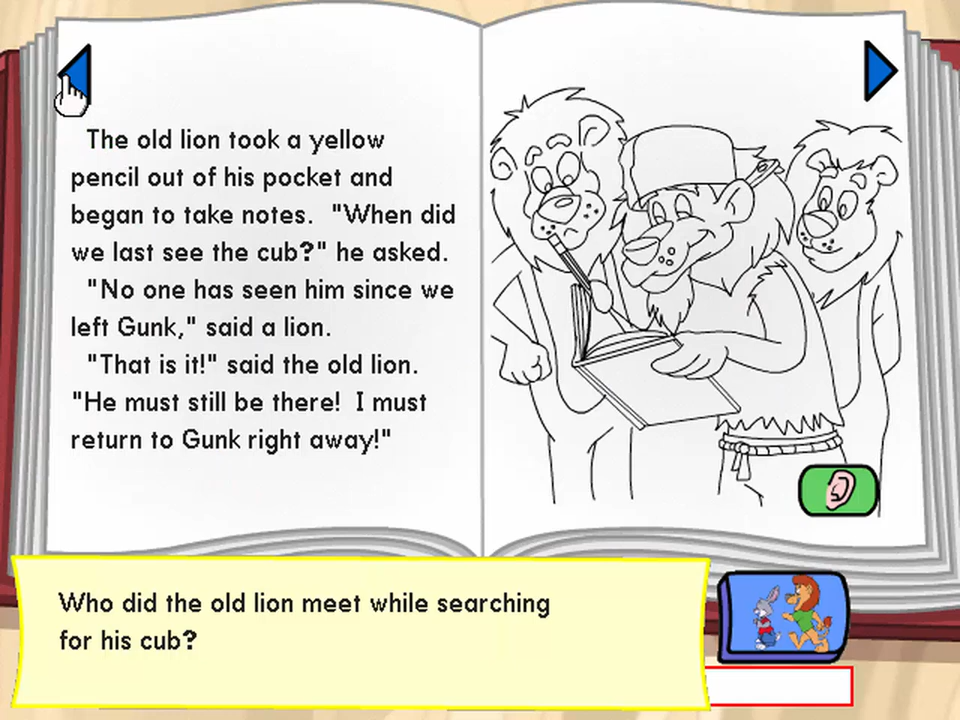 The old lion took a yellow
pencil out of his pocket and
began to take notes. "When did
we last see the cub?" he asked.
"No one has seen him since we
left Gunk," said a lion.
"That is it!" said the old lion.
"He must still be there! I must
return to Gunk right away!"
Who did the old lion meet while searching
for his cub?